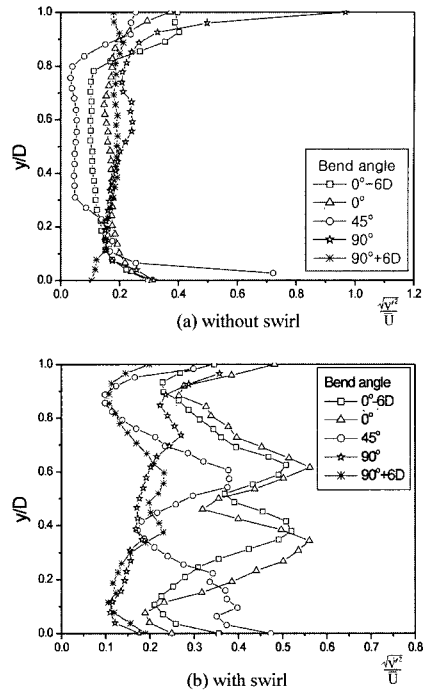 1.0
0.8
0.6
0.4
0.2
0.0
y/D
Bend angle
0°-6D
0°
45°
90°
90°+6D
0.0 0.2 0.4 0.6 0.8 1.0 1.2
√v'²
U
(a) without swirl
1.0
0.8
0.6
0.4
0.2
0.0
y/D
Bend angle
0°-6D
0°
45°
90°
90°+6D
0.0 0.1 0.2 0.3 0.4 0.5 0.6 0.7 0.8
√v'²
U
(b) with swirl